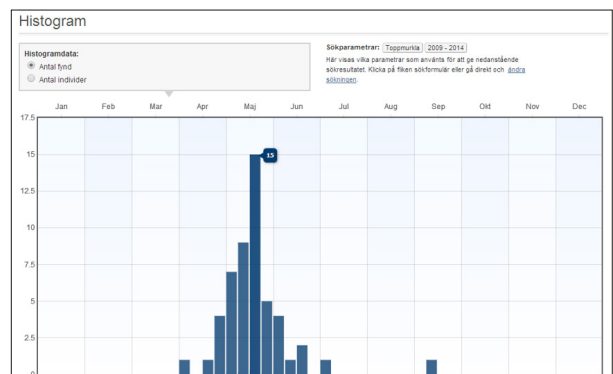 Histogram
Histogramdata:
Antal fynd
Antal individer
Sökparametrar: Toppmurkla 2009 - 2014
Här visas vilka parametrar som använts för att ge nedanstående
sökresultatet. Klicka på fliken sökformulär eller gå direkt och ändra
sökningen.
Jan Feb Mar Apr Maj Jun Jul Aug Sep Okt Nov Dec
17.5
15
15
12.5
10
7.5
5
2.5
0